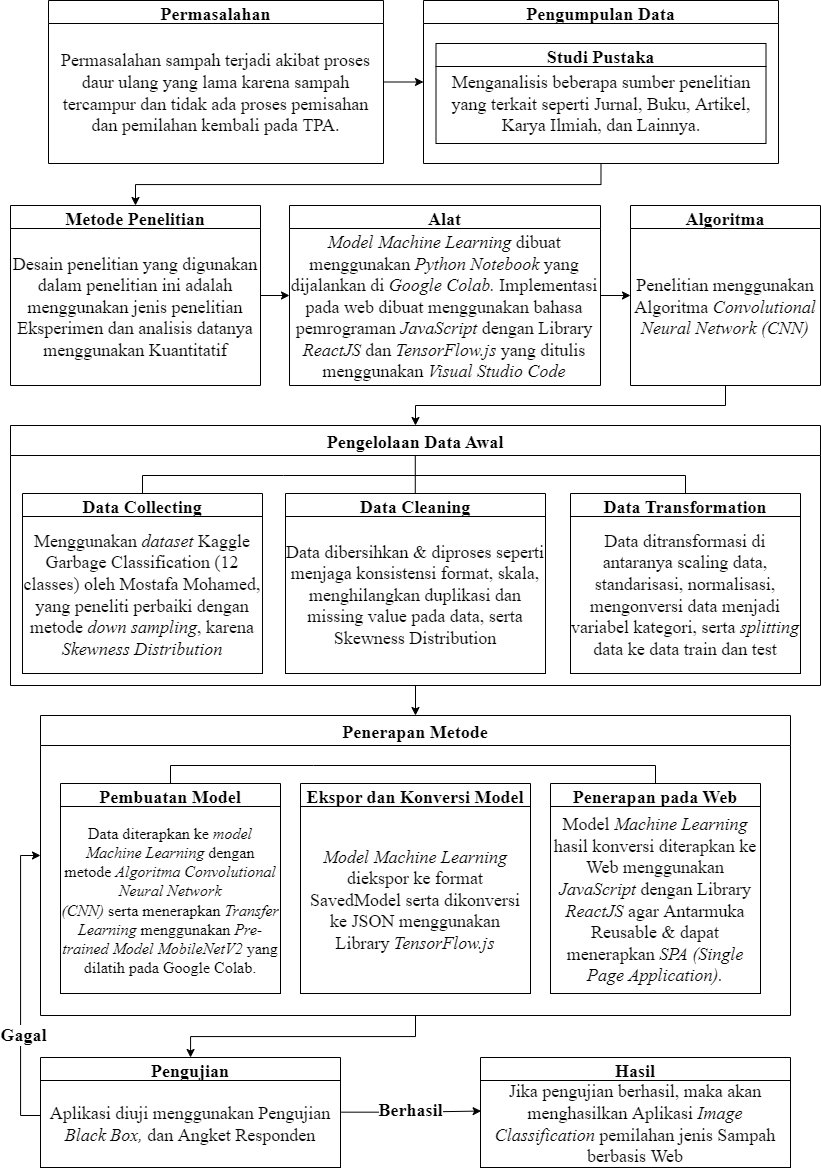 Permasalahan
Permasalahan sampah terjadi akibat proses
daur ulang yang lama karena sampah
tercampur dan tidak ada proses pemisahan
dan pemilahan kembali pada TPA.
Pengumpulan Data
Studi Pustaka
Menganalisis beberapa sumber penelitian
yang terkait seperti Jurnal, Buku, Artikel,
Karya Ilmiah, dan Lainnya.
Metode Penelitian
Desain penelitian yang digunakan
dalam penelitian ini adalah
menggunakan jenis penelitian
Eksperimen dan analisis datanya
menggunakan Kuantitatif
Alat
Model Machine Learning dibuat
menggunakan Python Notebook yang
dijalankan di Google Colab. Implementasi
pada web dibuat menggunakan bahasa
pemrograman JavaScript dengan Library
ReactJS dan TensorFlow.js yang ditulis
menggunakan Visual Studio Code
Algoritma
Penelitian menggunakan
Algoritma Convolutional
Neural Network (CNN)
Pengelolaan Data Awal
Data Collecting
Menggunakan dataset Kaggle
Garbage Classification (12
classes) oleh Mostafa Mohamed,
yang peneliti perbaiki dengan
metode down sampling, karena
Skewness Distribution
Data Cleaning
Data dibersihkan & diproses seperti
menjaga konsistensi format, skala,
menghilangkan duplikasi dan
missing value pada data, serta
Skewness Distribution
Data Transformation
Data ditransformasi di
antaranya scaling data,
standarisasi, normalisasi,
mengonversi data menjadi
variabel kategori, serta splitting
data ke data train dan test
Penerapan Metode
Pembuatan Model
Data diterapkan ke model
Machine Learning dengan
metode Algoritma Convolutional
Neural Network
(CNN) serta menerapkan Transfer
Learning menggunakan Pre-
trained Model MobileNetV2 yang
dilatih pada Google Colab.
Ekspor dan Konversi Model
Model Machine Learning
diekspor ke format
SavedModel serta dikonversi
ke JSON menggunakan
Library TensorFlow.js
Penerapan pada Web
Model Machine Learning
hasil konversi diterapkan ke
Web menggunakan
JavaScript dengan Library
ReactJS agar Antarmuka
Reusable & dapat
menerapkan SPA (Single
Page Application).
Gagal
Pengujian
Aplikasi diuji menggunakan Pengujian
Black Box, dan Angket Responden
Berhasil
Hasil
Jika pengujian berhasil, maka akan
menghasilkan Aplikasi Image
Classification pemilahan jenis Sampah
berbasis Web